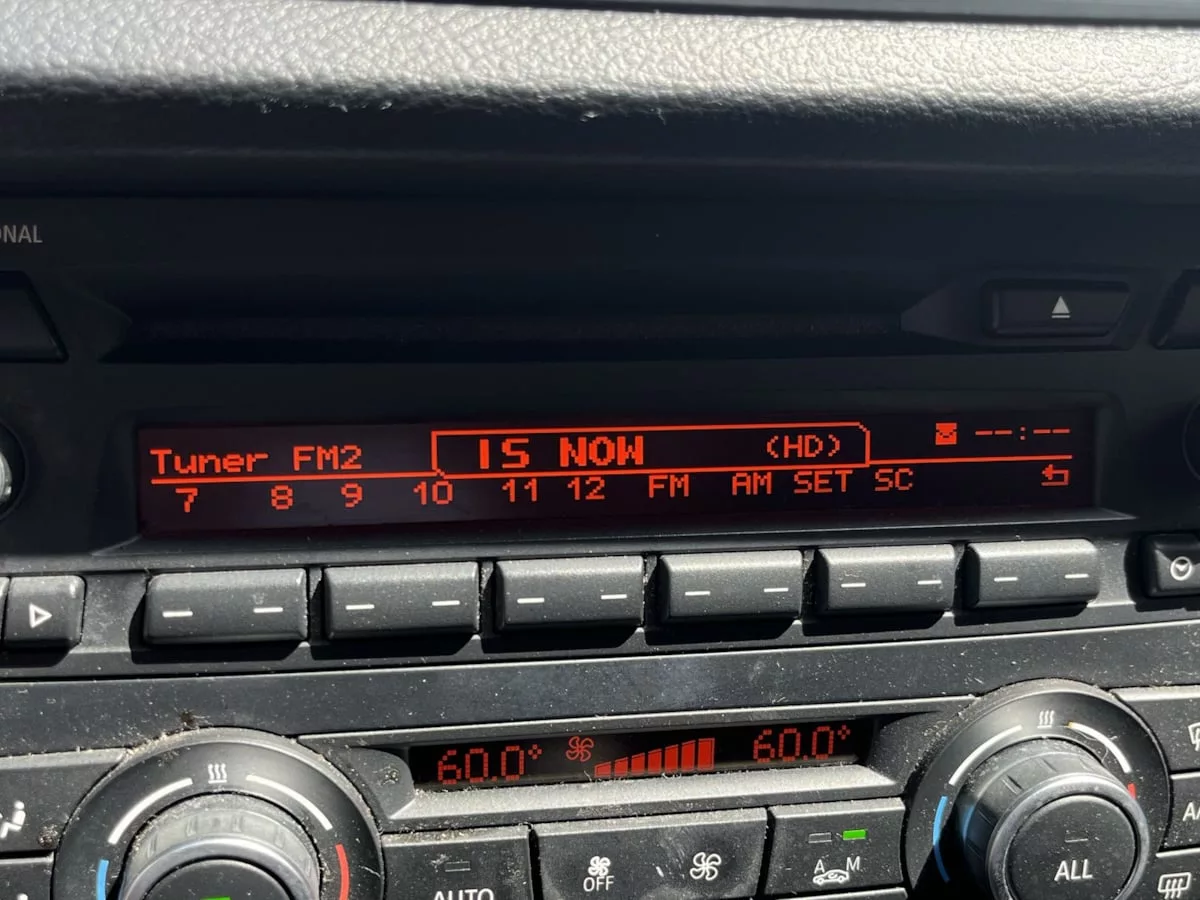 ONAL
Tuner FM2 IS NOW (HD) --:--
7 8 9 10 11 12 FM AM SET SC
60.0° 60.0°
A M
OFF
AUTO
ALL